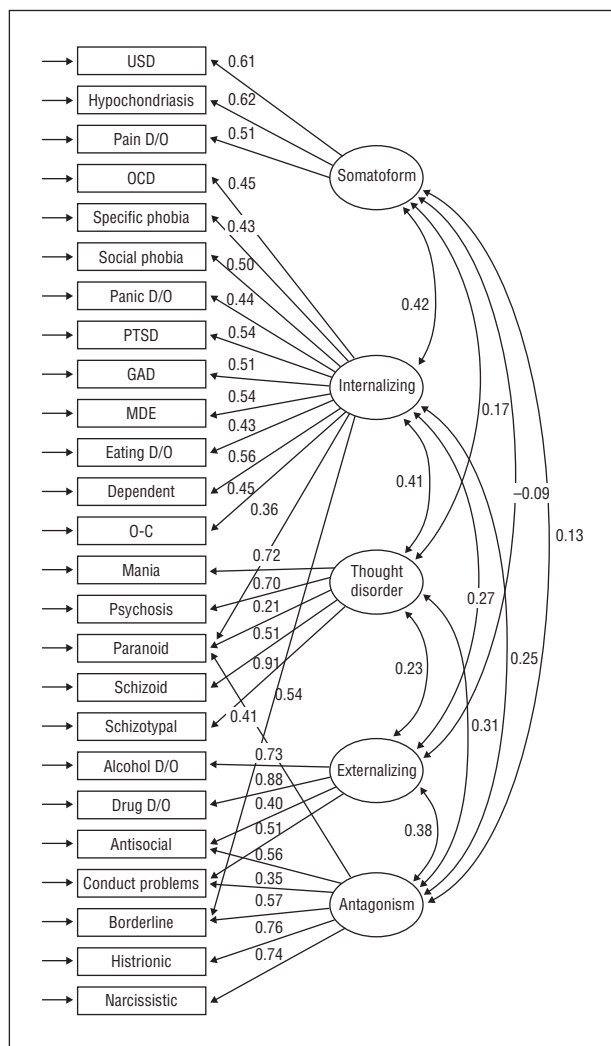 USD
0.61
Hypochondriasis
0.62
Pain D/O
0.51
Somatoform
OCD
0.45
Specific phobia
0.43
Social phobia
0.50
Panic D/O
0.44
0.42
PTSD
0.54
GAD
0.51
Internalizing
MDE
0.54
0.17
Eating D/O
0.43
Dependent
0.56
0.41
−0.09
0.45
O-C
0.36
0.13
Mania
0.72
Thought
disorder
Psychosis
0.70
0.27
Paranoid
0.21
Schizoid
0.51
0.25
0.91
0.23
0.54
Schizotypal
0.41
0.31
Alcohol D/O
0.73
Externalizing
Drug D/O
0.88
0.40
Antisocial
0.51
0.38
0.56
Conduct problems
0.35
Antagonism
Borderline
0.57
Histrionic
0.76
0.74
Narcissistic